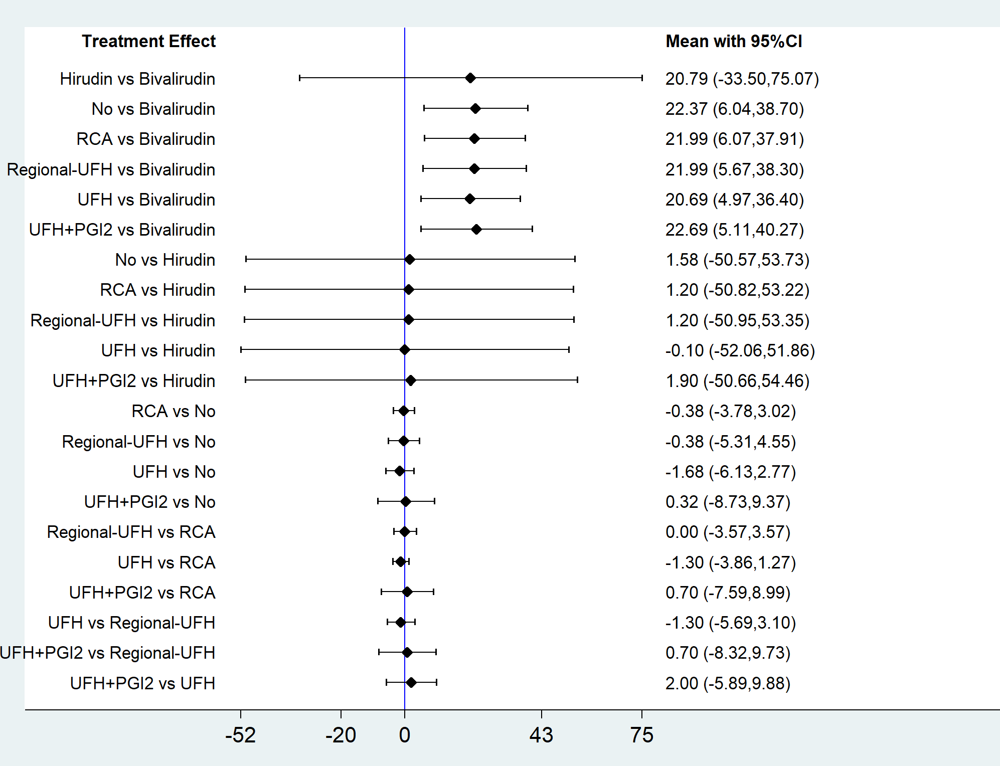 Treatment Effect Mean with 95%CI
Hirudin vs Bivalirudin 20.79 (-33.50,75.07)
No vs Bivalirudin 22.37 (6.04,38.70)
RCA vs Bivalirudin 21.99 (6.07,37.91)
Regional-UFH vs Bivalirudin 21.99 (5.67,38.30)
UFH vs Bivalirudin 20.69 (4.97,36.40)
UFH+PGI2 vs Bivalirudin 22.69 (5.11,40.27)
No vs Hirudin 1.58 (-50.57,53.73)
RCA vs Hirudin 1.20 (-50.82,53.22)
Regional-UFH vs Hirudin 1.20 (-50.95,53.35)
UFH vs Hirudin -0.10 (-52.06,51.86)
UFH+PGI2 vs Hirudin 1.90 (-50.66,54.46)
RCA vs No -0.38 (-3.78,3.02)
Regional-UFH vs No -0.38 (-5.31,4.55)
UFH vs No -1.68 (-6.13,2.77)
UFH+PGI2 vs No 0.32 (-8.73,9.37)
Regional-UFH vs RCA 0.00 (-3.57,3.57)
UFH vs RCA -1.30 (-3.86,1.27)
UFH+PGI2 vs RCA 0.70 (-7.59,8.99)
UFH vs Regional-UFH -1.30 (-5.69,3.10)
UFH+PGI2 vs Regional-UFH 0.70 (-8.32,9.73)
UFH+PGI2 vs UFH 2.00 (-5.89,9.88)
-52 -20 0 43 75